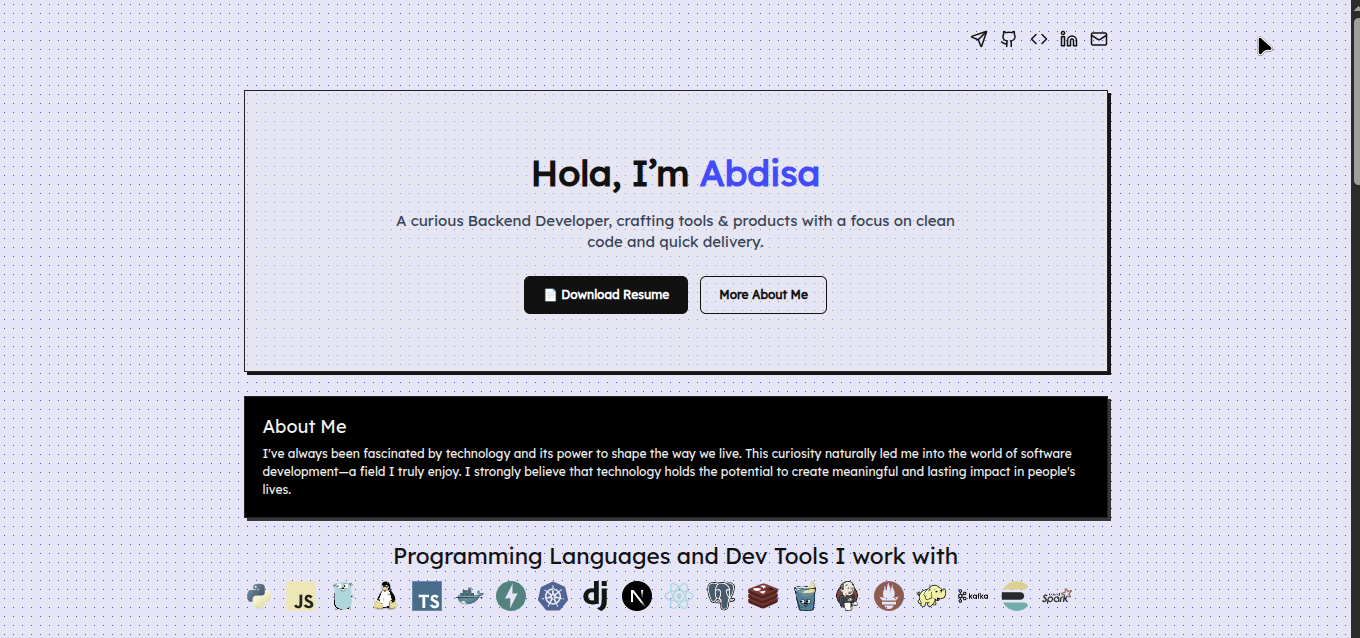 Hola, I’m Abdisa
A curious Backend Developer, crafting tools & products with a focus on clean
code and quick delivery.
Download Resume
More About Me
About Me
I've always been fascinated by technology and its power to shape the way we live. This curiosity naturally led me into the world of software
development—a field I truly enjoy. I strongly believe that technology holds the potential to create meaningful and lasting impact in people's
lives.
Programming Languages and Dev Tools I work with
JS
TS
dj
N
kafka
Spark